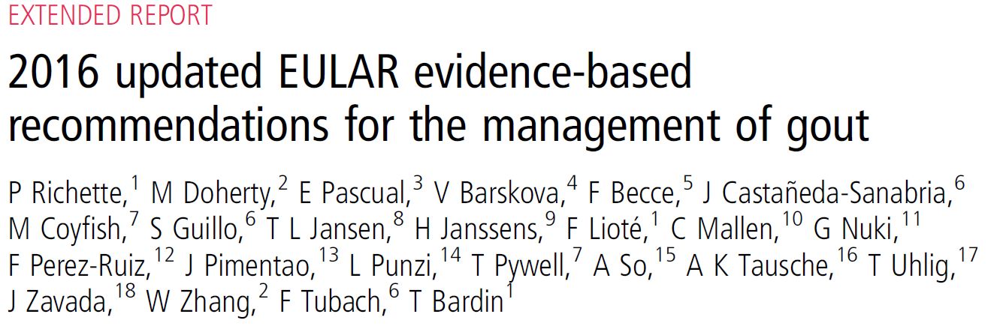 EXTENDED REPORT
2016 updated EULAR evidence-based
recommendations for the management of gout
P Richette,1 M Doherty,2 E Pascual,3 V Barskova,4 F Becce,5 J Castañeda-Sanabria,6
M Coyfish,7 S Guillo,6 T L Jansen,8 H Janssens,9 F Lioté,1 C Mallen,10 G Nuki,11
F Perez-Ruiz,12 J Pimentao,13 L Punzi,14 T Pywell,7 A So,15 A K Tausche,16 T Uhlig,17
J Zavada,18 W Zhang,2 F Tubach,6 T Bardin1